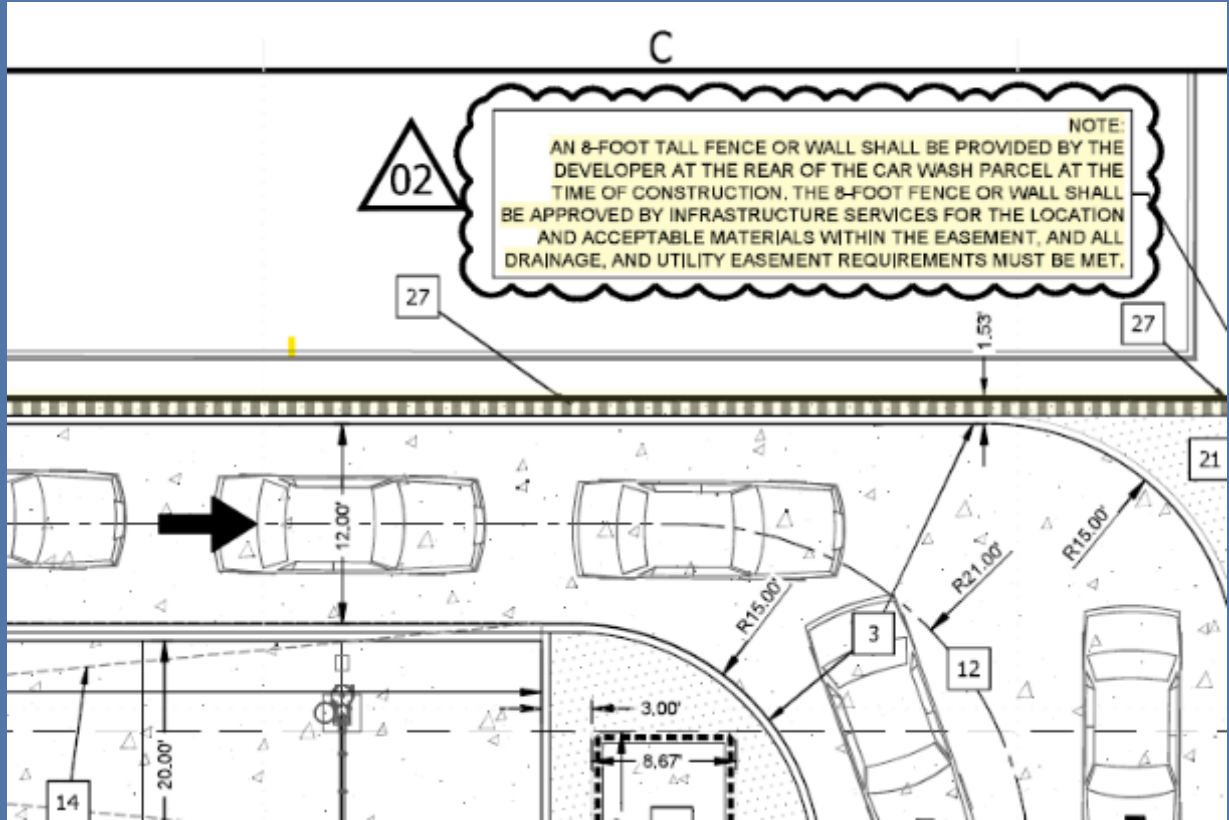 C
02
NOTE:
AN 8-FOOT TALL FENCE OR WALL SHALL BE PROVIDED BY THE
DEVELOPER AT THE REAR OF THE CAR WASH PARCEL AT THE
TIME OF CONSTRUCTION. THE 8-FOOT FENCE OR WALL SHALL
BE APPROVED BY INFRASTRUCTURE SERVICES FOR THE LOCATION
AND ACCEPTABLE MATERIALS WITHIN THE EASEMENT, AND ALL
DRAINAGE, AND UTILITY EASEMENT REQUIREMENTS MUST BE MET.
27
1.53'
27
21
12.00'
R15.00'
R21.00'
R15.00'
3
12
3.00'
8.67'
20.00'
14